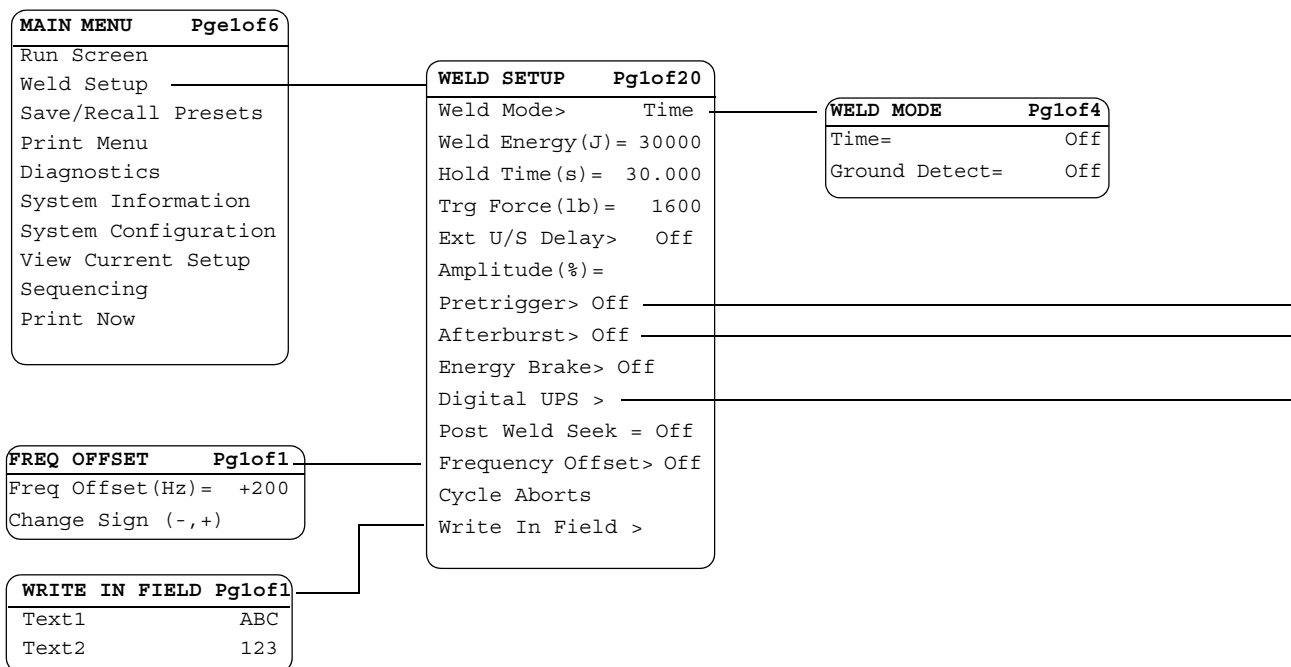 MAIN MENU Pge1of6
Run Screen
Weld Setup
Save/Recall Presets
Print Menu
Diagnostics
System Information
System Configuration
View Current Setup
Sequencing
Print Now
WELD SETUP Pg1of20
Weld Mode> Time
Weld Energy(J)= 30000
Hold Time(s)= 30.000
Trg Force(lb)= 1600
Ext U/S Delay> Off
Amplitude(%)=
Pretrigger> Off
Afterburst> Off
Energy Brake> Off
Digital UPS >
Post Weld Seek = Off
Frequency Offset> Off
Cycle Aborts
Write In Field >
WELD MODE Pg1of4
Time= Off
Ground Detect= Off
FREQ OFFSET Pg1of1
Freq Offset(Hz)= +200
Change Sign (-,+)
WRITE IN FIELD Pg1of1
Text1 ABC
Text2 123